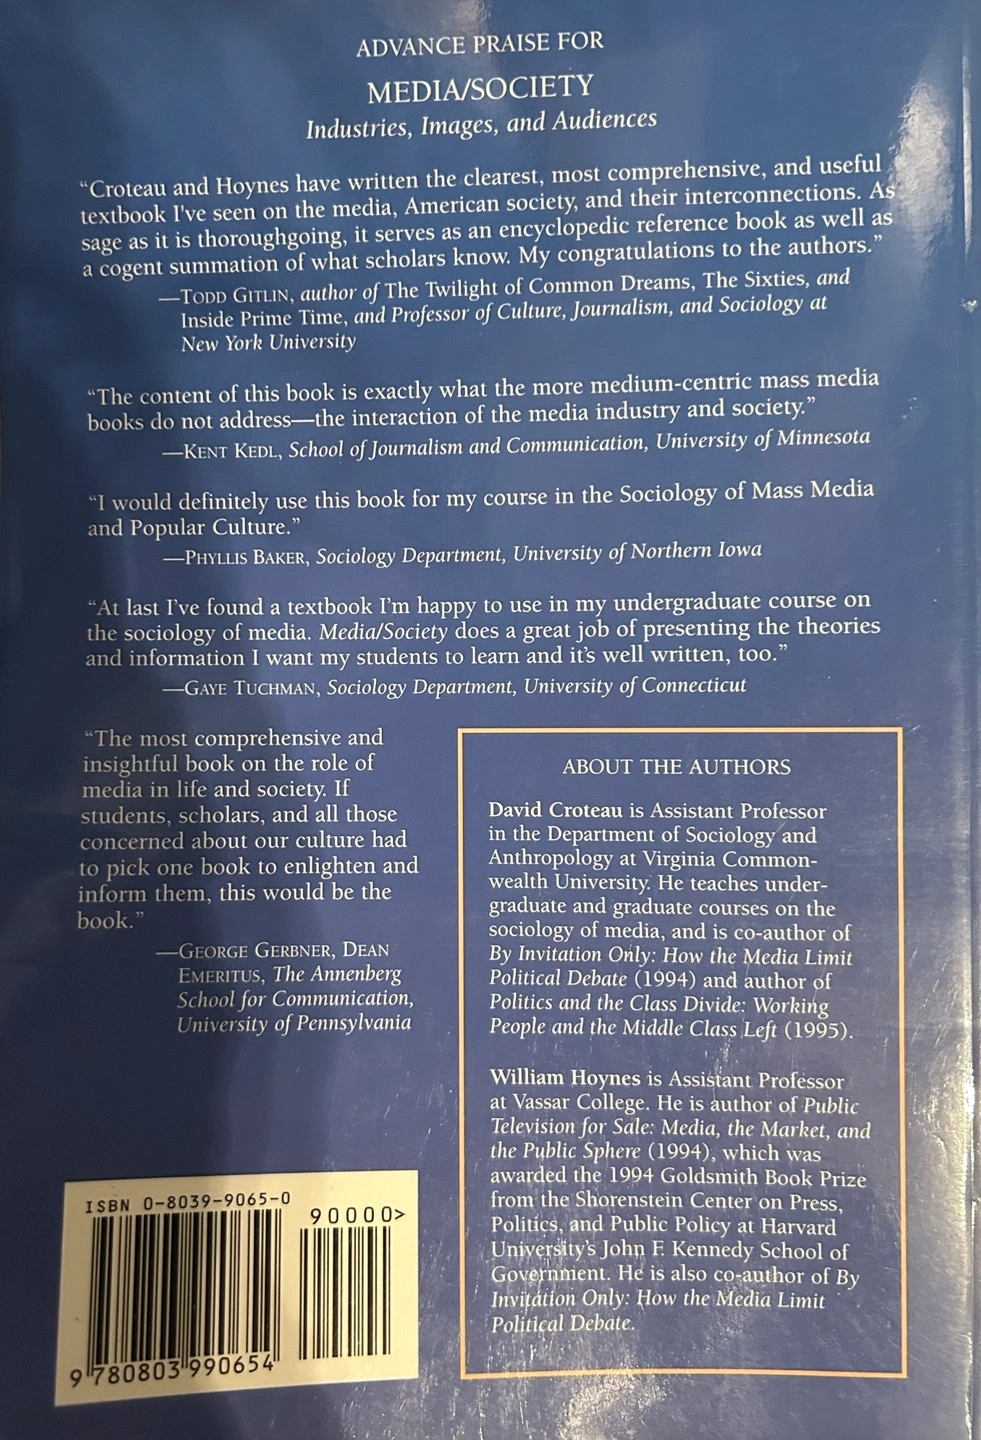 ADVANCE PRAISE FOR
MEDIA/SOCIETY
Industries, Images, and Audiences
“Croteau and Hoynes have written the clearest, most comprehensive, and useful
textbook I've seen on the media, American society, and their interconnections. As
sage as it is thoroughgoing, it serves as an encyclopedic reference book as well as
a cogent summation of what scholars know. My congratulations to the authors.”
—TODD GITLIN, author of The Twilight of Common Dreams, The Sixties, and
Inside Prime Time, and Professor of Culture, Journalism, and Sociology at
New York University
“The content of this book is exactly what the more medium-centric mass media
books do not address—the interaction of the media industry and society.”
—KENT KEDL, School of Journalism and Communication, University of Minnesota
“I would definitely use this book for my course in the Sociology of Mass Media
and Popular Culture.”
—PHYLLIS BAKER, Sociology Department, University of Northern Iowa
“At last I’ve found a textbook I’m happy to use in my undergraduate course on
the sociology of media. Media/Society does a great job of presenting the theories
and information I want my students to learn and it’s well written, too.”
—GAYE TUCHMAN, Sociology Department, University of Connecticut
“The most comprehensive and
insightful book on the role of
media in life and society. If
students, scholars, and all those
concerned about our culture had
to pick one book to enlighten and
inform them, this would be the
book.”
—GEORGE GERBNER, DEAN
EMERITUS, The Annenberg
School for Communication,
University of Pennsylvania
ABOUT THE AUTHORS
David Croteau is Assistant Professor
in the Department of Sociology and
Anthropology at Virginia Common-
wealth University. He teaches under-
graduate and graduate courses on the
sociology of media, and is co-author of
By Invitation Only: How the Media Limit
Political Debate (1994) and author of
Politics and the Class Divide: Working
People and the Middle Class Left (1995).
William Hoynes is Assistant Professor
at Vassar College. He is author of Public
Television for Sale: Media, the Market, and
the Public Sphere (1994), which was
awarded the 1994 Goldsmith Book Prize
from the Shorenstein Center on Press,
Politics, and Public Policy at Harvard
University’s John F. Kennedy School of
Government. He is also co-author of By
Invitation Only: How the Media Limit
Political Debate.
ISBN 0-8039-9065-0
90000>
9 780803 990654